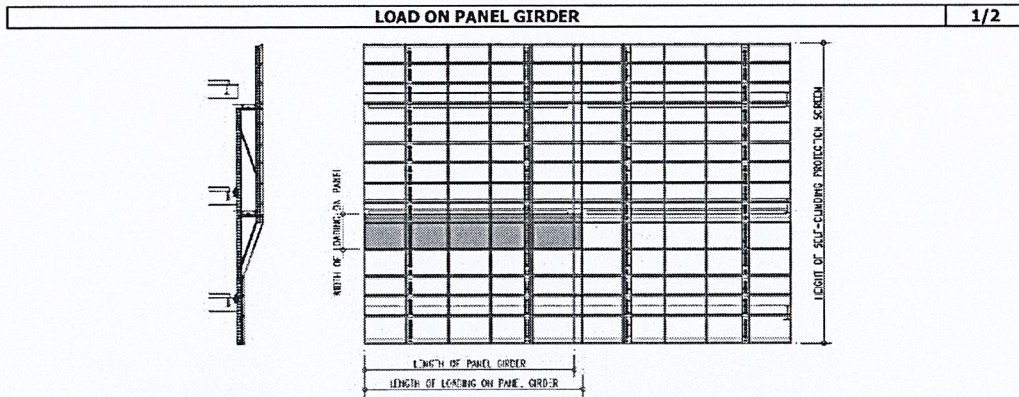 LOAD ON PANEL GIRDER 1/2
WIDTH OF LOADING ON PANEL
HEIGHT OF SELF-CLIMBING PROTECTION SCREEN
LENGTH OF PANEL GIRDER
LENGTH OF LOADING ON PANEL GIRDER